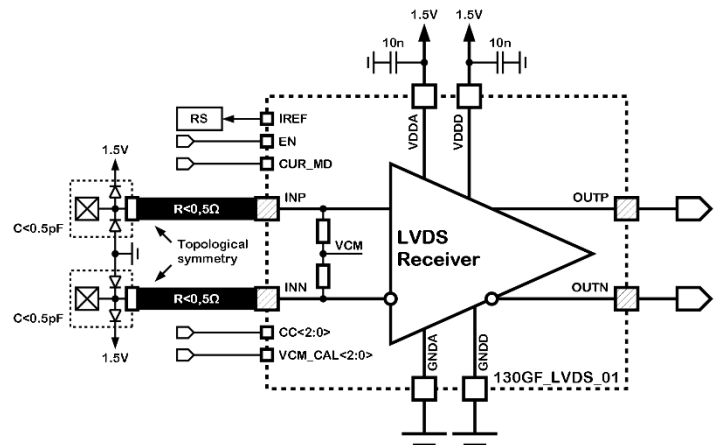 1.5V
1.5V
10n
10n
RS
IREF
VDDA
VDDD
EN
1.5V
CUR_MD
R<0,5Ω
INP
OUTP
C<0.5pF
Topological
symmetry
VCM
LVDS
Receiver
R<0,5Ω
INN
OUTN
C<0.5pF
CC<2:0>
1.5V
VCM_CAL<2:0>
GNDA
GNDD
130GF_LVDS_01